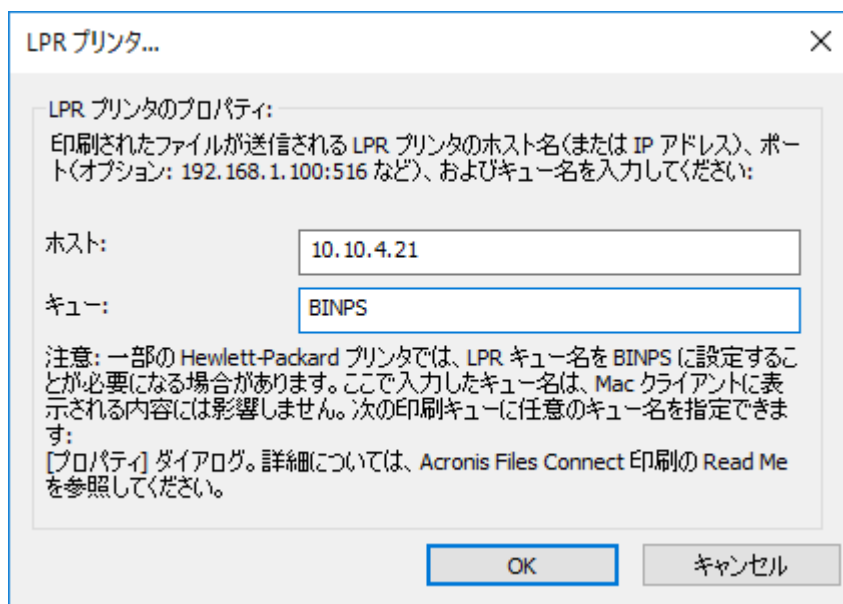 LPR プリンタ...
LPR プリンタのプロパティ:
印刷されたファイルが送信される LPR プリンタのホスト名(または IP アドレス)、ポー
ト(オプション: 192.168.1.100:516 など)、およびキュー名を入力してください:
ホスト:
10.10.4.21
キュー:
BINPS
注意: 一部の Hewlett-Packard プリンタでは、LPR キュー名を BINPS に設定するこ
とが必要になる場合があります。ここで入力したキュー名は、Mac クライアントに表
示される内容には影響しません。次の印刷キューに任意のキュー名を指定できま
す:
[プロパティ] ダイアログ。詳細については、Acronis Files Connect 印刷の Read Me
を参照してください。
OK
キャンセル